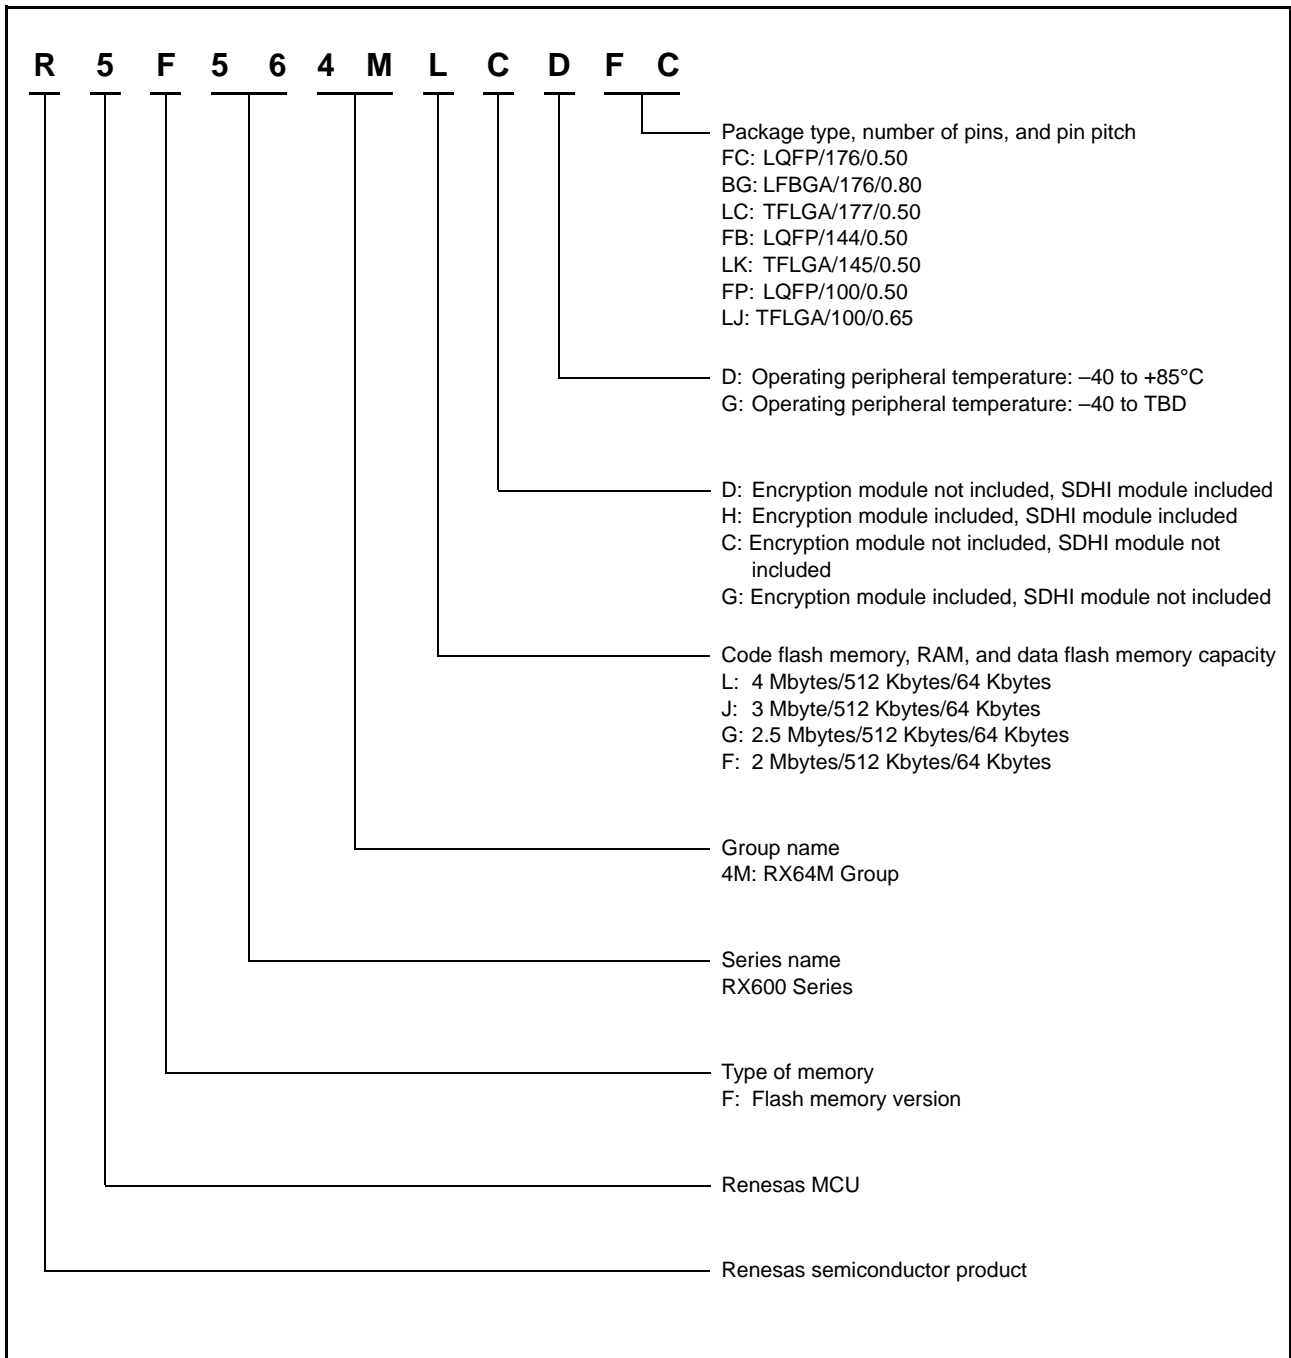 R 5 F 5 6 4 M L C D F C
Package type, number of pins, and pin pitch
FC: LQFP/176/0.50
BG: LFBGA/176/0.80
LC: TFLGA/177/0.50
FB: LQFP/144/0.50
LK: TFLGA/145/0.50
FP: LQFP/100/0.50
LJ: TFLGA/100/0.65
D: Operating peripheral temperature: –40 to +85°C
G: Operating peripheral temperature: –40 to TBD
D: Encryption module not included, SDHI module included
H: Encryption module included, SDHI module included
C: Encryption module not included, SDHI module not
included
G: Encryption module included, SDHI module not included
Code flash memory, RAM, and data flash memory capacity
L: 4 Mbytes/512 Kbytes/64 Kbytes
J: 3 Mbyte/512 Kbytes/64 Kbytes
G: 2.5 Mbytes/512 Kbytes/64 Kbytes
F: 2 Mbytes/512 Kbytes/64 Kbytes
Group name
4M: RX64M Group
Series name
RX600 Series
Type of memory
F: Flash memory version
Renesas MCU
Renesas semiconductor product